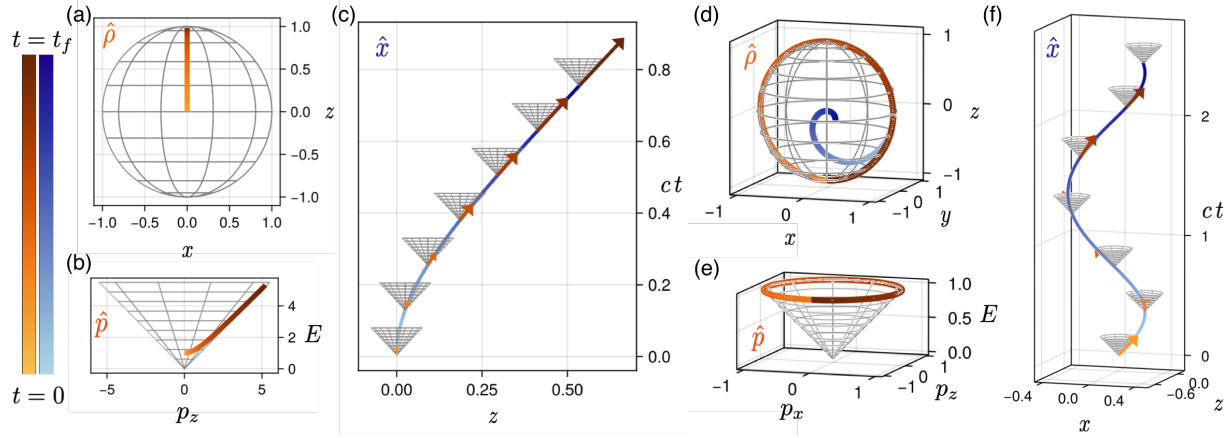 (a)
t = t_f
ρ̂
1.0
0.5
0.0
−0.5
−1.0
z
−1.0 −0.5 0.0 0.5 1.0
x
(b)
p̂
4
2
0
E
t = 0
−5 0 5
p_z
(c)
x̂
0.8
0.6
0.4
0.2
0.0
ct
0.00 0.25 0.50
z
(d)
ρ̂
1
0
−1
z
−1 0 1
x
−1 0 1
y
(e)
p̂
1.0
0.5
0.0
E
−1 0 1
p_x
−1 0 1
p_z
(f)
x̂
2
1
0
ct
−0.4 0.0 0.4
x
−0.6 0.0
z